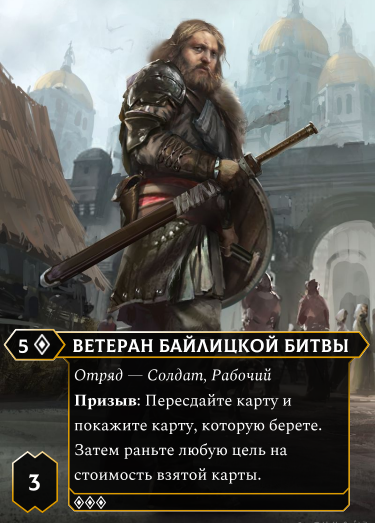 5 ВЕТЕРАН БАЙЛИЦКОЙ БИТВЫ
Отряд — Солдат, Рабочий
Призыв: Пересдайте карту и
покажите карту, которую берете.
Затем раньте любую цель на
стоимость взятой карты.
3